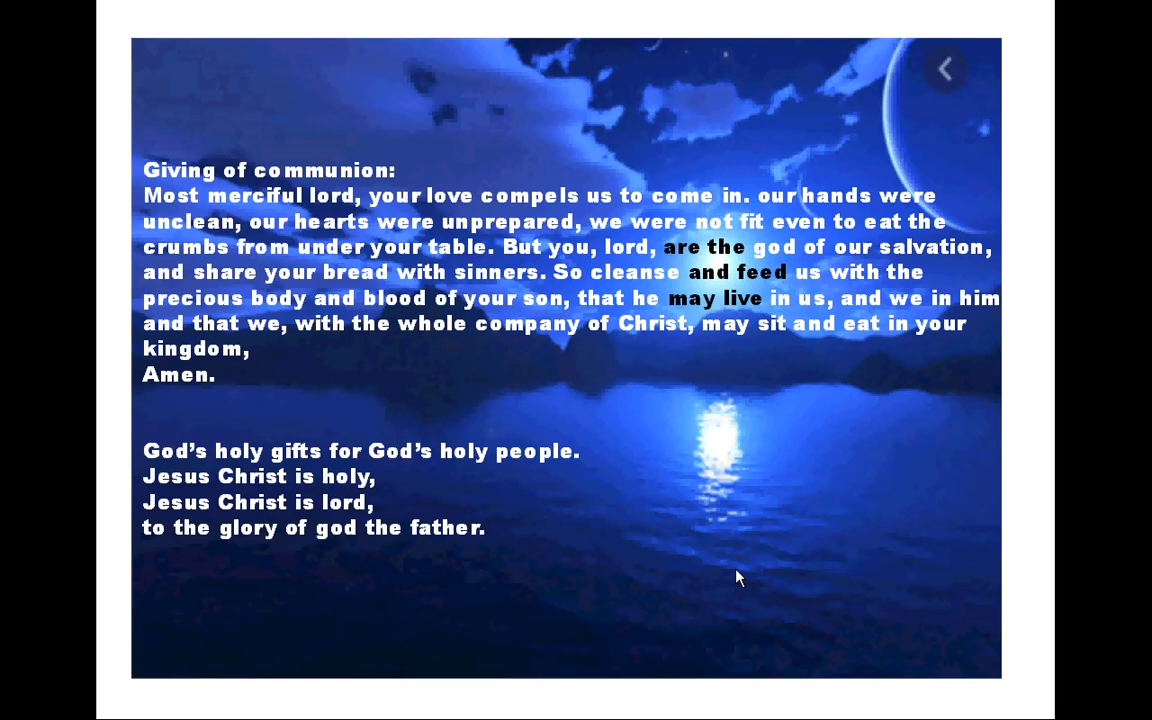 Giving of communion:
Most merciful lord, your love compels us to come in. our hands were
unclean, our hearts were unprepared, we were not fit even to eat the
crumbs from under your table. But you, lord, are the god of our salvation,
and share your bread with sinners. So cleanse and feed us with the
precious body and blood of your son, that he may live in us, and we in him
and that we, with the whole company of Christ, may sit and eat in your
kingdom,
Amen.
God’s holy gifts for God’s holy people.
Jesus Christ is holy,
Jesus Christ is lord,
to the glory of god the father.